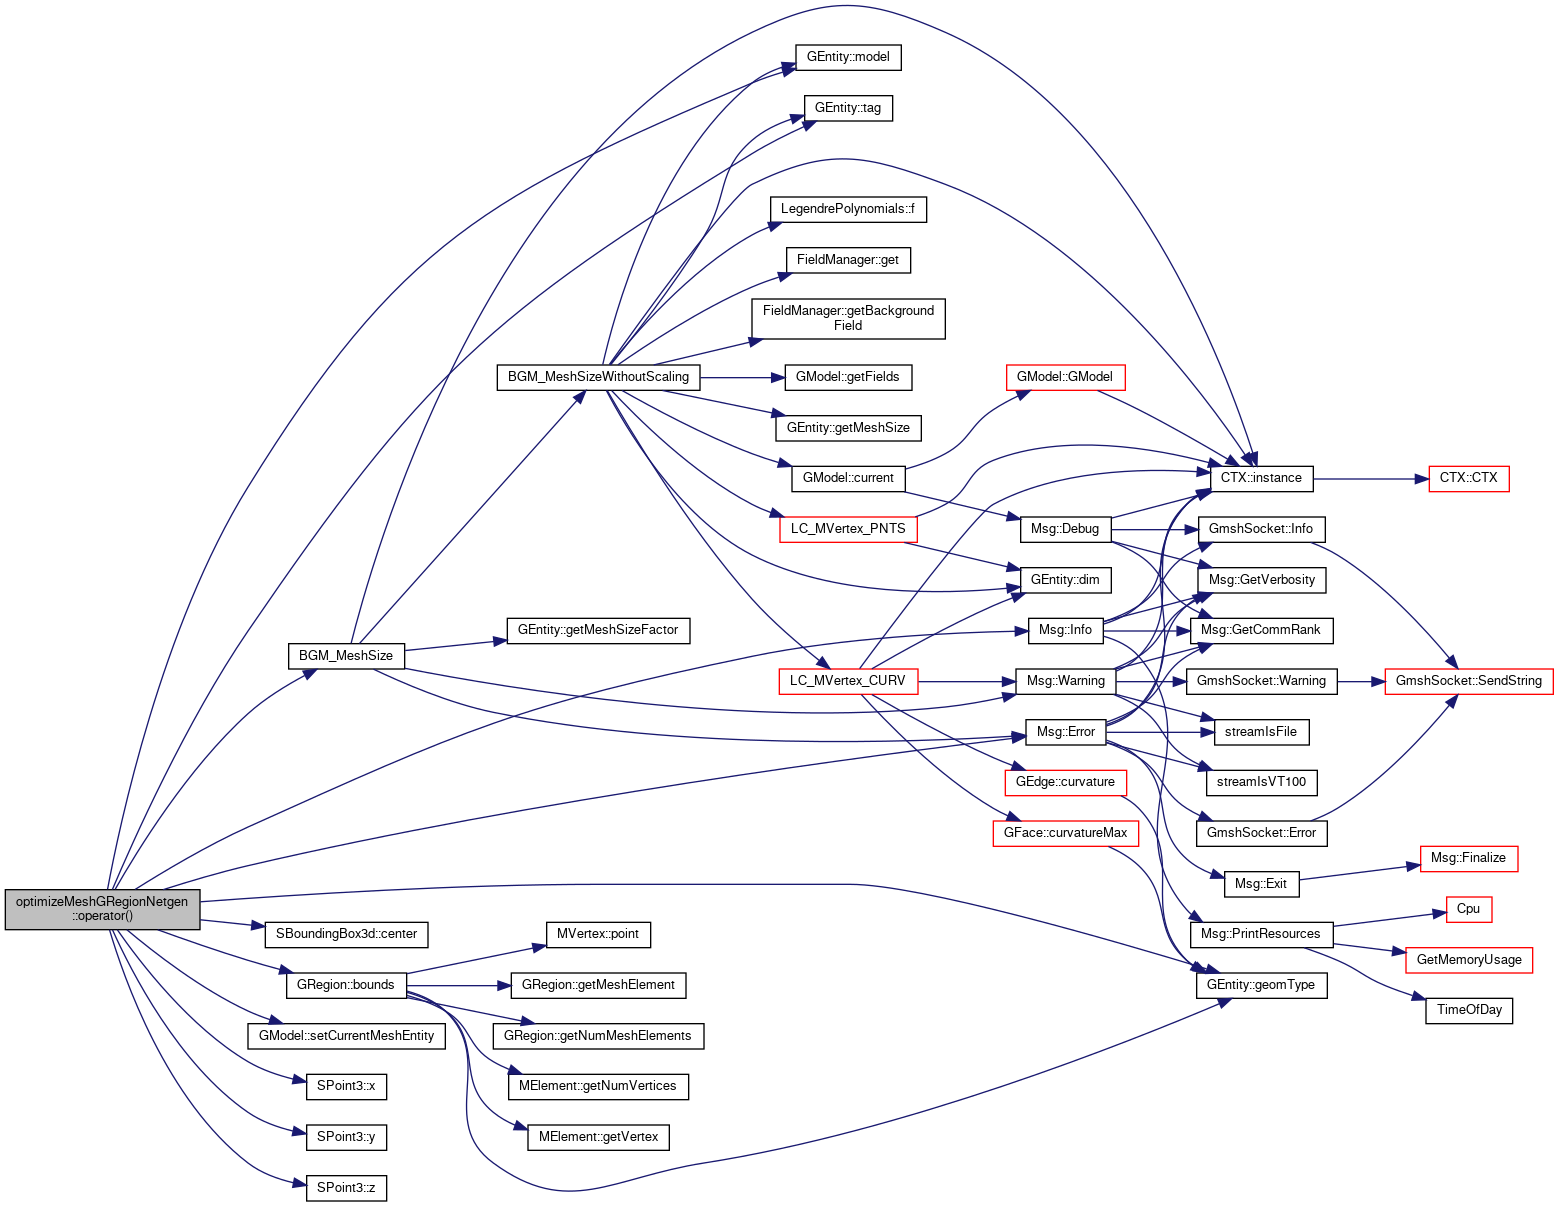 GEntity::model
GEntity::tag
LegendrePolynomials::f
FieldManager::get
FieldManager::getBackground
Field
BGM_MeshSizeWithoutScaling
GModel::getFields
GModel::GModel
GEntity::getMeshSize
GModel::current
CTX::instance
CTX::CTX
LC_MVertex_PNTS
Msg::Debug
GmshSocket::Info
GEntity::dim
Msg::GetVerbosity
GEntity::getMeshSizeFactor
Msg::Info
Msg::GetCommRank
BGM_MeshSize
LC_MVertex_CURV
Msg::Warning
GmshSocket::Warning
GmshSocket::SendString
Msg::Error
streamIsFile
GEdge::curvature
streamIsVT100
GFace::curvatureMax
GmshSocket::Error
Msg::Finalize
Msg::Exit
optimizeMeshGRegionNetgen
::operator()
Cpu
SBoundingBox3d::center
MVertex::point
Msg::PrintResources
GetMemoryUsage
GRegion::bounds
GRegion::getMeshElement
GEntity::geomType
TimeOfDay
GModel::setCurrentMeshEntity
GRegion::getNumMeshElements
SPoint3::x
MElement::getNumVertices
SPoint3::y
MElement::getVertex
SPoint3::z